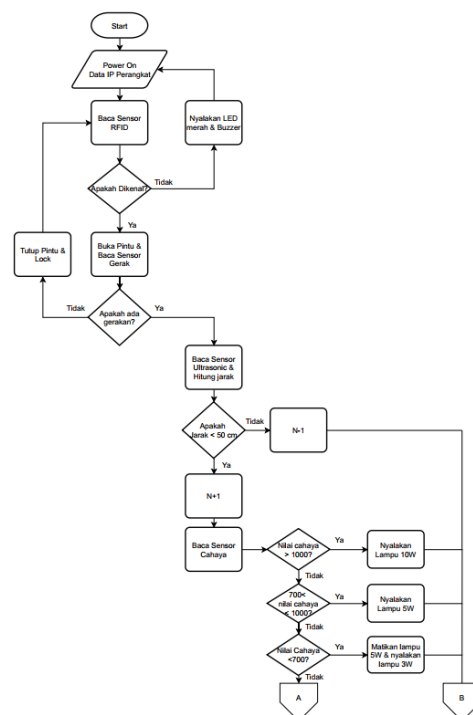 Start
Power On
Data IP Perangkat
Baca Sensor
RFID
Nyalakan LED
merah & Buzzer
Apakah Dikenal?
Tidak
Ya
Tutup Pintu &
Lock
Buka Pintu &
Baca Sensor
Gerak
Tidak
Apakah ada
gerakan?
Ya
Baca Sensor
Ultrasonic &
Hitung jarak
Apakah
Jarak < 50 cm
Tidak
N-1
Ya
N+1
Baca Sensor
Cahaya
Nilai cahaya
> 1000?
Ya
Nyalakan
Lampu 10W
Tidak
700<
nilai cahaya
< 1000?
Ya
Nyalakan
Lampu 5W
Tidak
Nilai Cahaya
<700?
Ya
Matikan lampu
5W & nyalakan
lampu 3W
Tidak
A
B